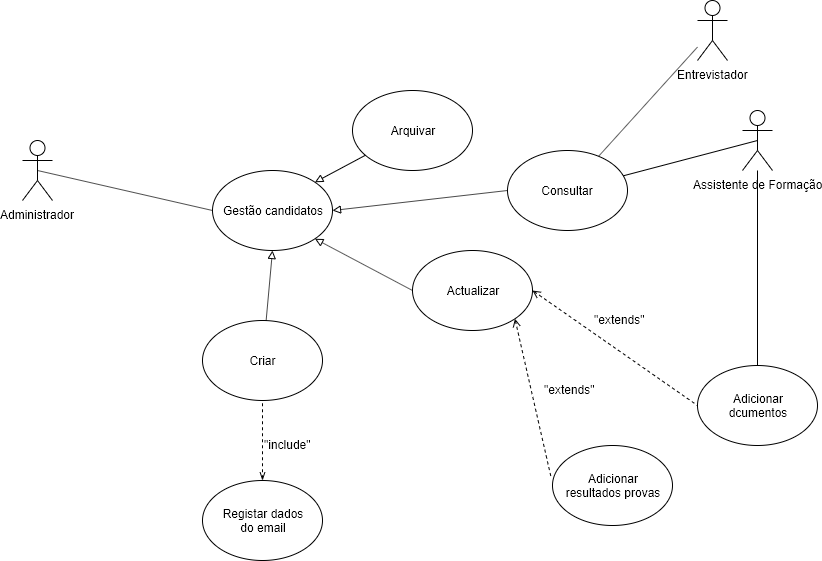 Entrevistador
Arquivar
Administrador
Gestão candidatos
Consultar
Assistente de Formação
Actualizar
"extends"
Criar
"extends"
Adicionar
dcumentos
"include"
Adicionar
resultados provas
Registar dados
do email